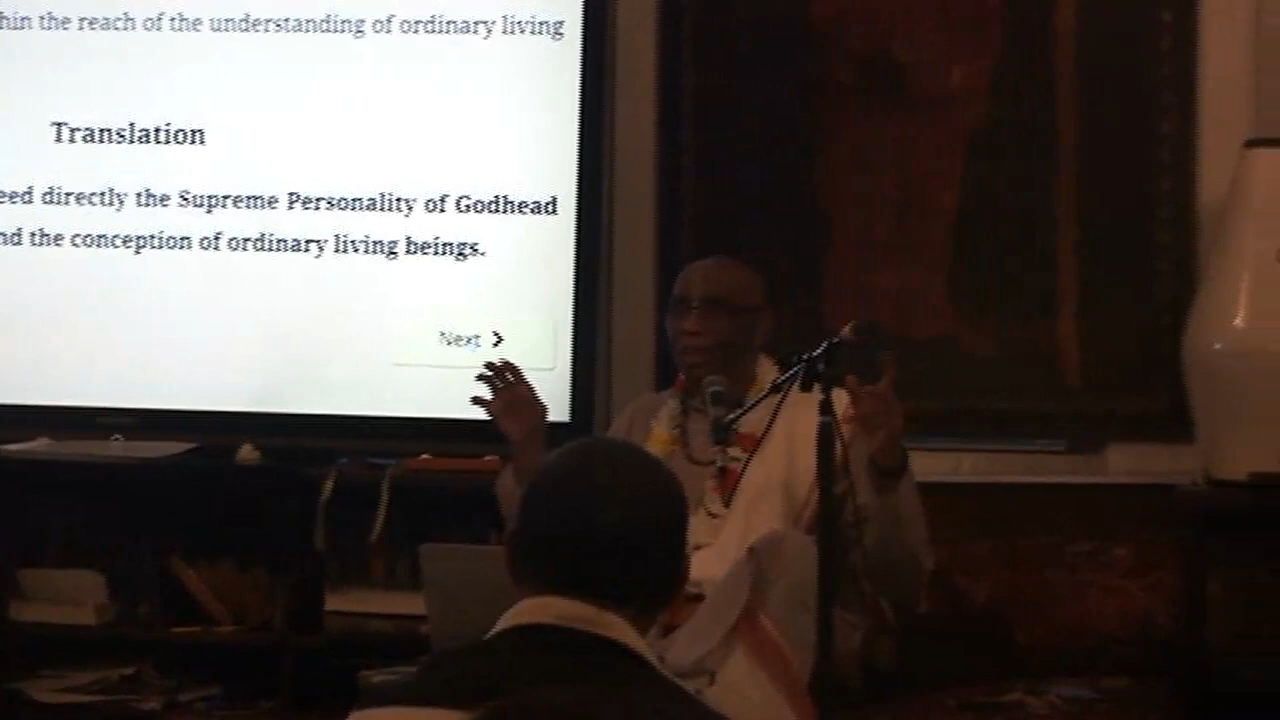 hin the reach of the understanding of ordinary living
Translation
eed directly the Supreme Personality of Godhead
nd the conception of ordinary living beings.
Next